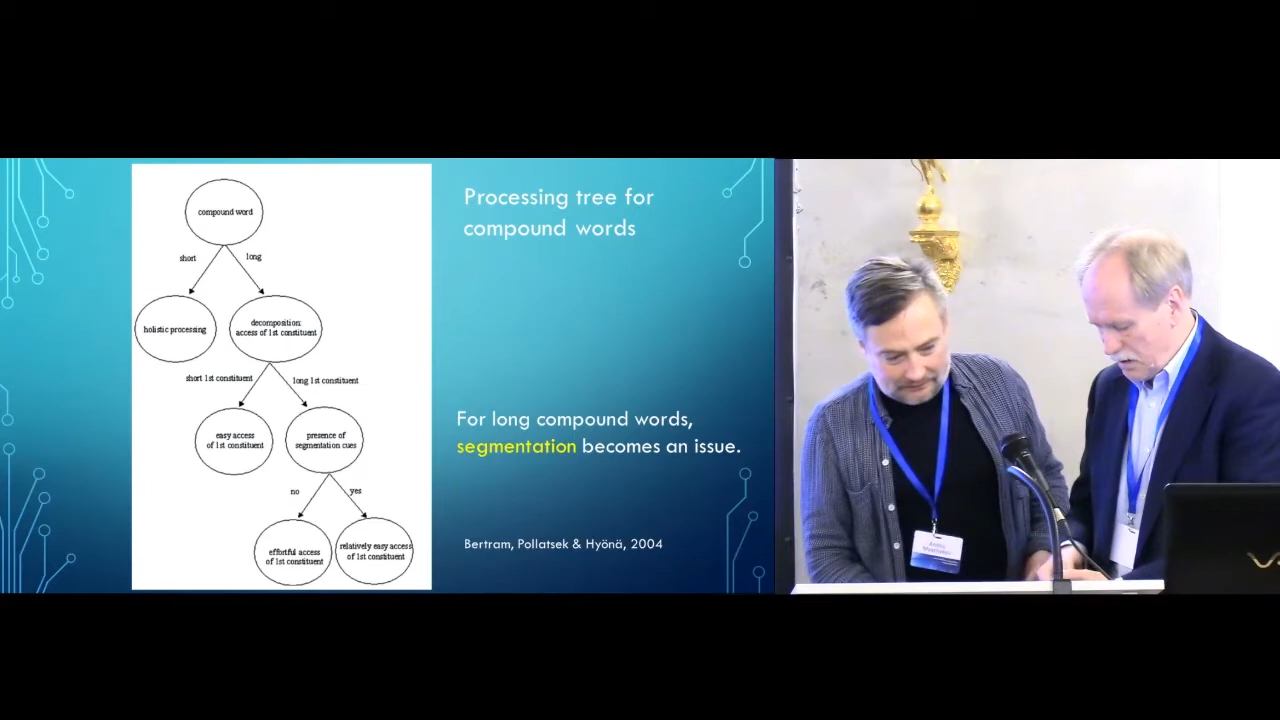 Processing tree for
compound words
compound word
short
long
holistic processing
decomposition:
access of 1st constituent
short 1st constituent
long 1st constituent
easy access
of 1st constituent
presence of
segmentation cues
no
yes
effortful access
of 1st constituent
relatively easy access
of 1st constituent
For long compound words,
segmentation becomes an issue.
Bertram, Pollatsek & Hyönä, 2004